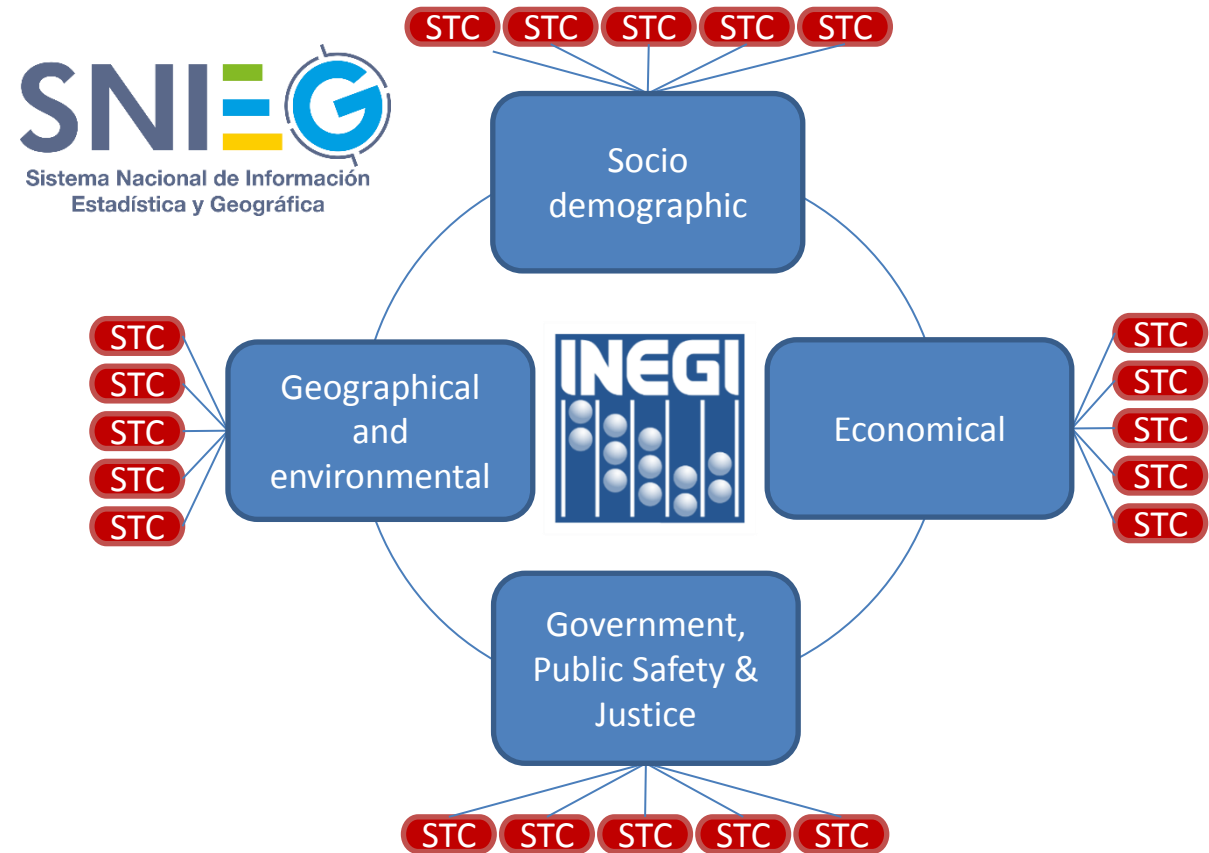 STC STC STC STC STC
SNIEG
Sistema Nacional de Información
Estadística y Geográfica
Socio
demographic
STC
STC
STC
STC
STC
Geographical
and
environmental
INEGI
Economical
STC
STC
STC
STC
STC
Government,
Public Safety &
Justice
STC STC STC STC STC